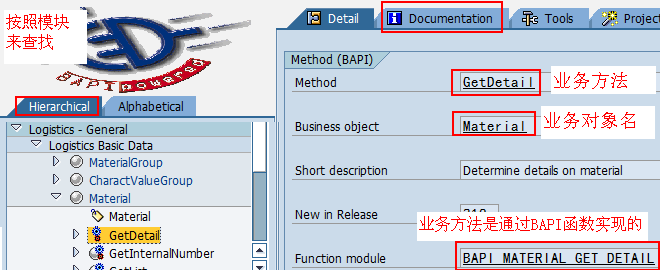 按照模块
来查找
BAPI powered
Hierarchical
Alphabetical
Logistics - General
Logistics Basic Data
MaterialGroup
CharactValueGroup
Material
Material
GetDetail
GetInternalNumber
GetList
Detail
Documentation
Tools
Project
Method (BAPI)
Method
GetDetail
业务方法
Business object
Material
业务对象名
Short description
Determine details on material
New in Release
业务方法是通过BAPI函数实现的
Function module
BAPI_MATERIAL_GET_DETAIL